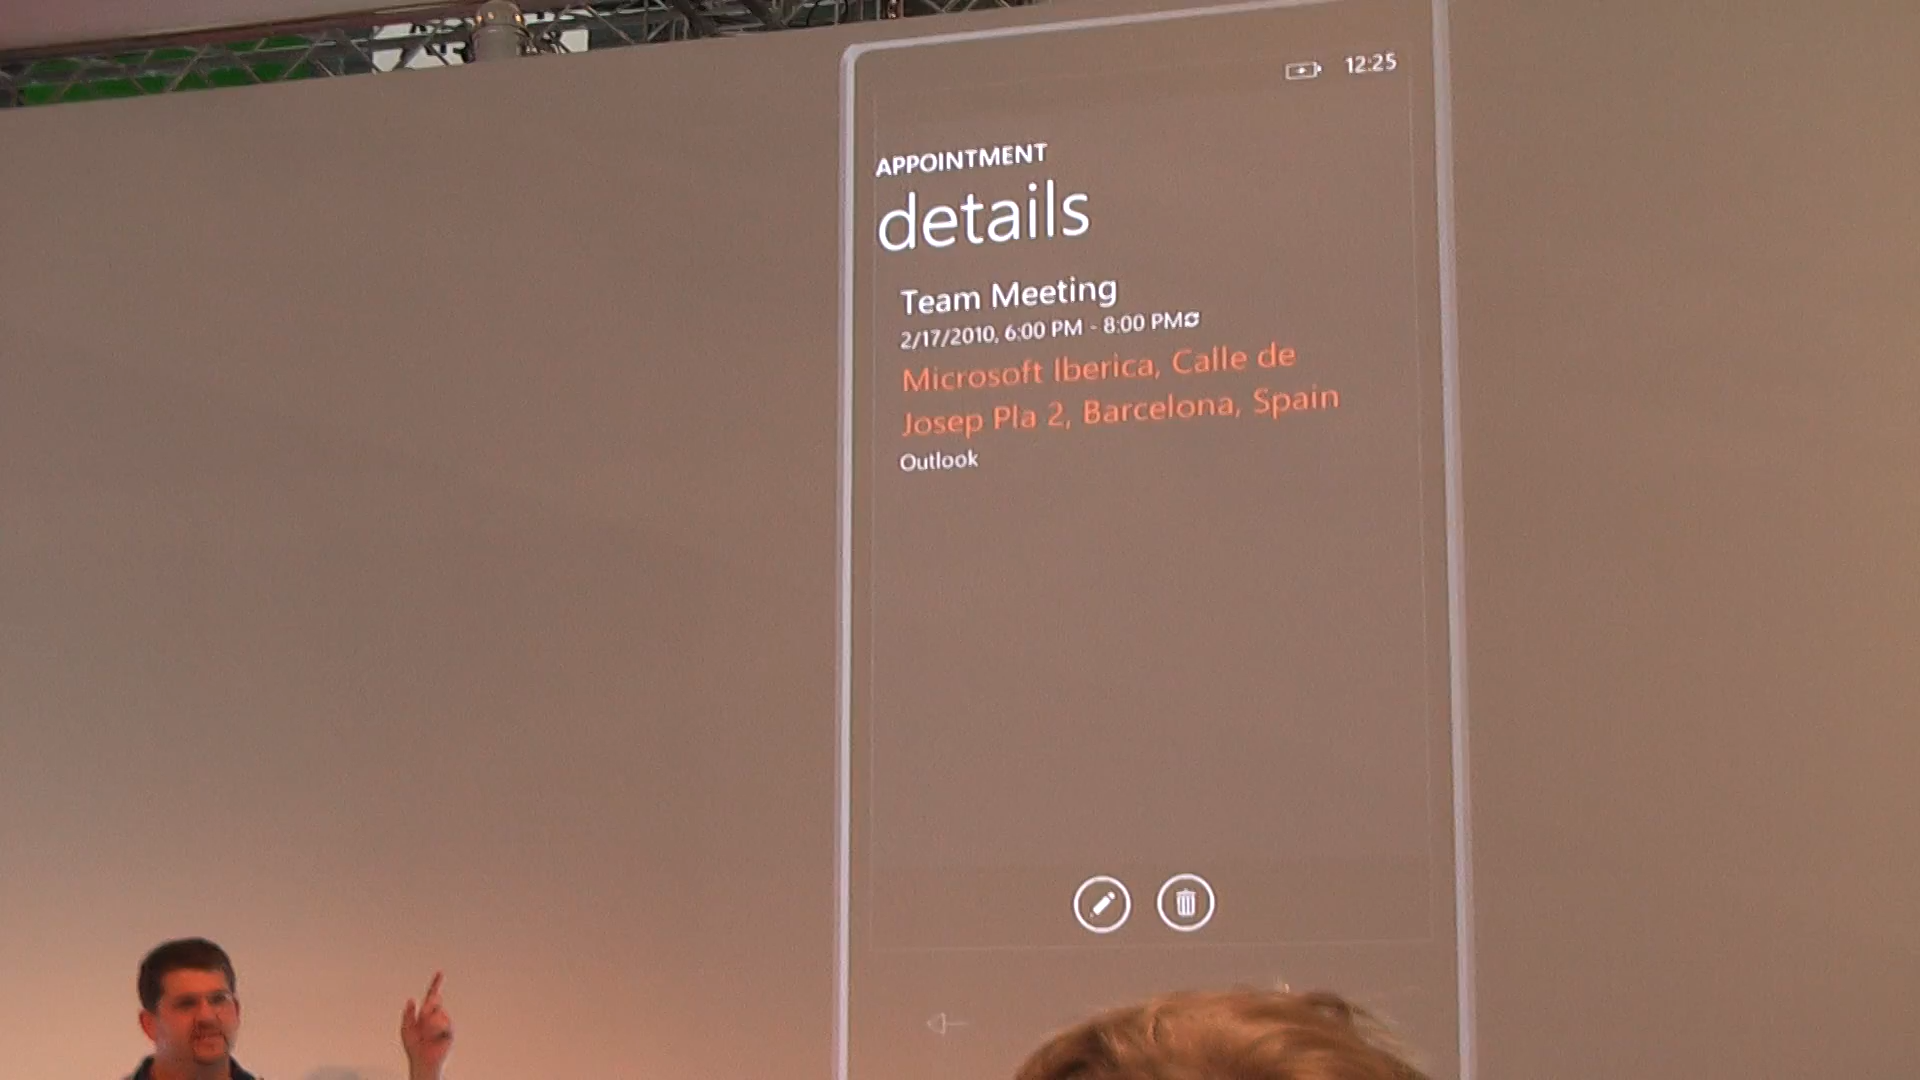 12:25
APPOINTMENT
details
Team Meeting
2/17/2010, 6:00 PM - 8:00 PM
Microsoft Iberica, Calle de
Josep Pla 2, Barcelona, Spain
Outlook